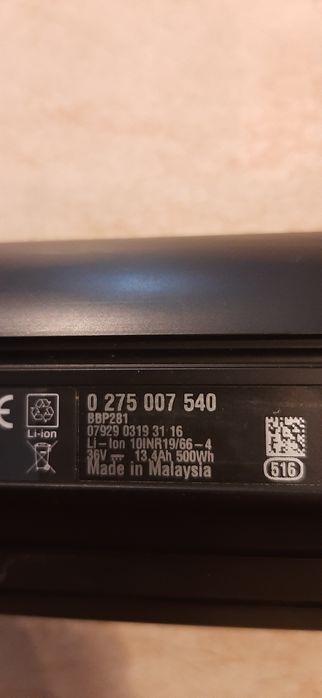 CE
Li-ion
0 275 007 540
BBP281
07929 0319 31 16
Li-Ion 10INR19/66-4
36V ⎓ 13.4Ah 500Wh
Made in Malaysia
516